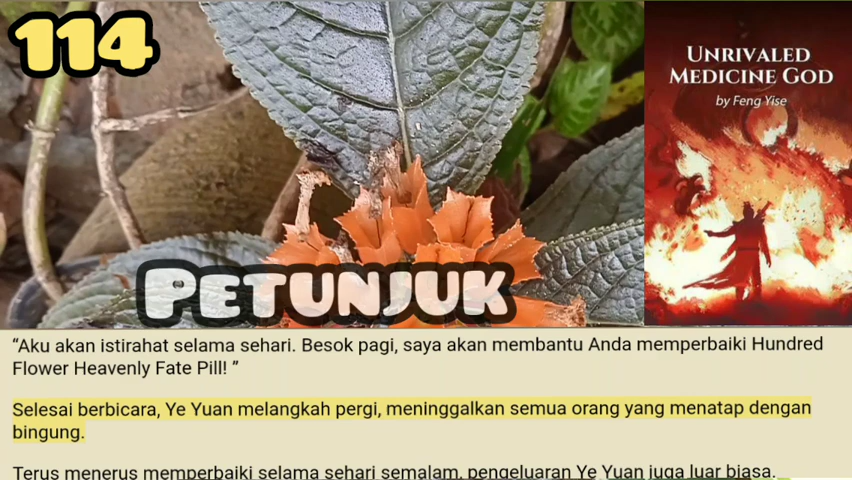 114
UNRIVALED
MEDICINE GOD
by Feng Yise
PETUNJUK
“Aku akan istirahat selama sehari. Besok pagi, saya akan membantu Anda memperbaiki Hundred
Flower Heavenly Fate Pill! ”
Selesai berbicara, Ye Yuan melangkah pergi, meninggalkan semua orang yang menatap dengan
bingung.
Terus menerus memperbaiki selama sehari semalam, pengeluaran Ye Yuan juga luar biasa.